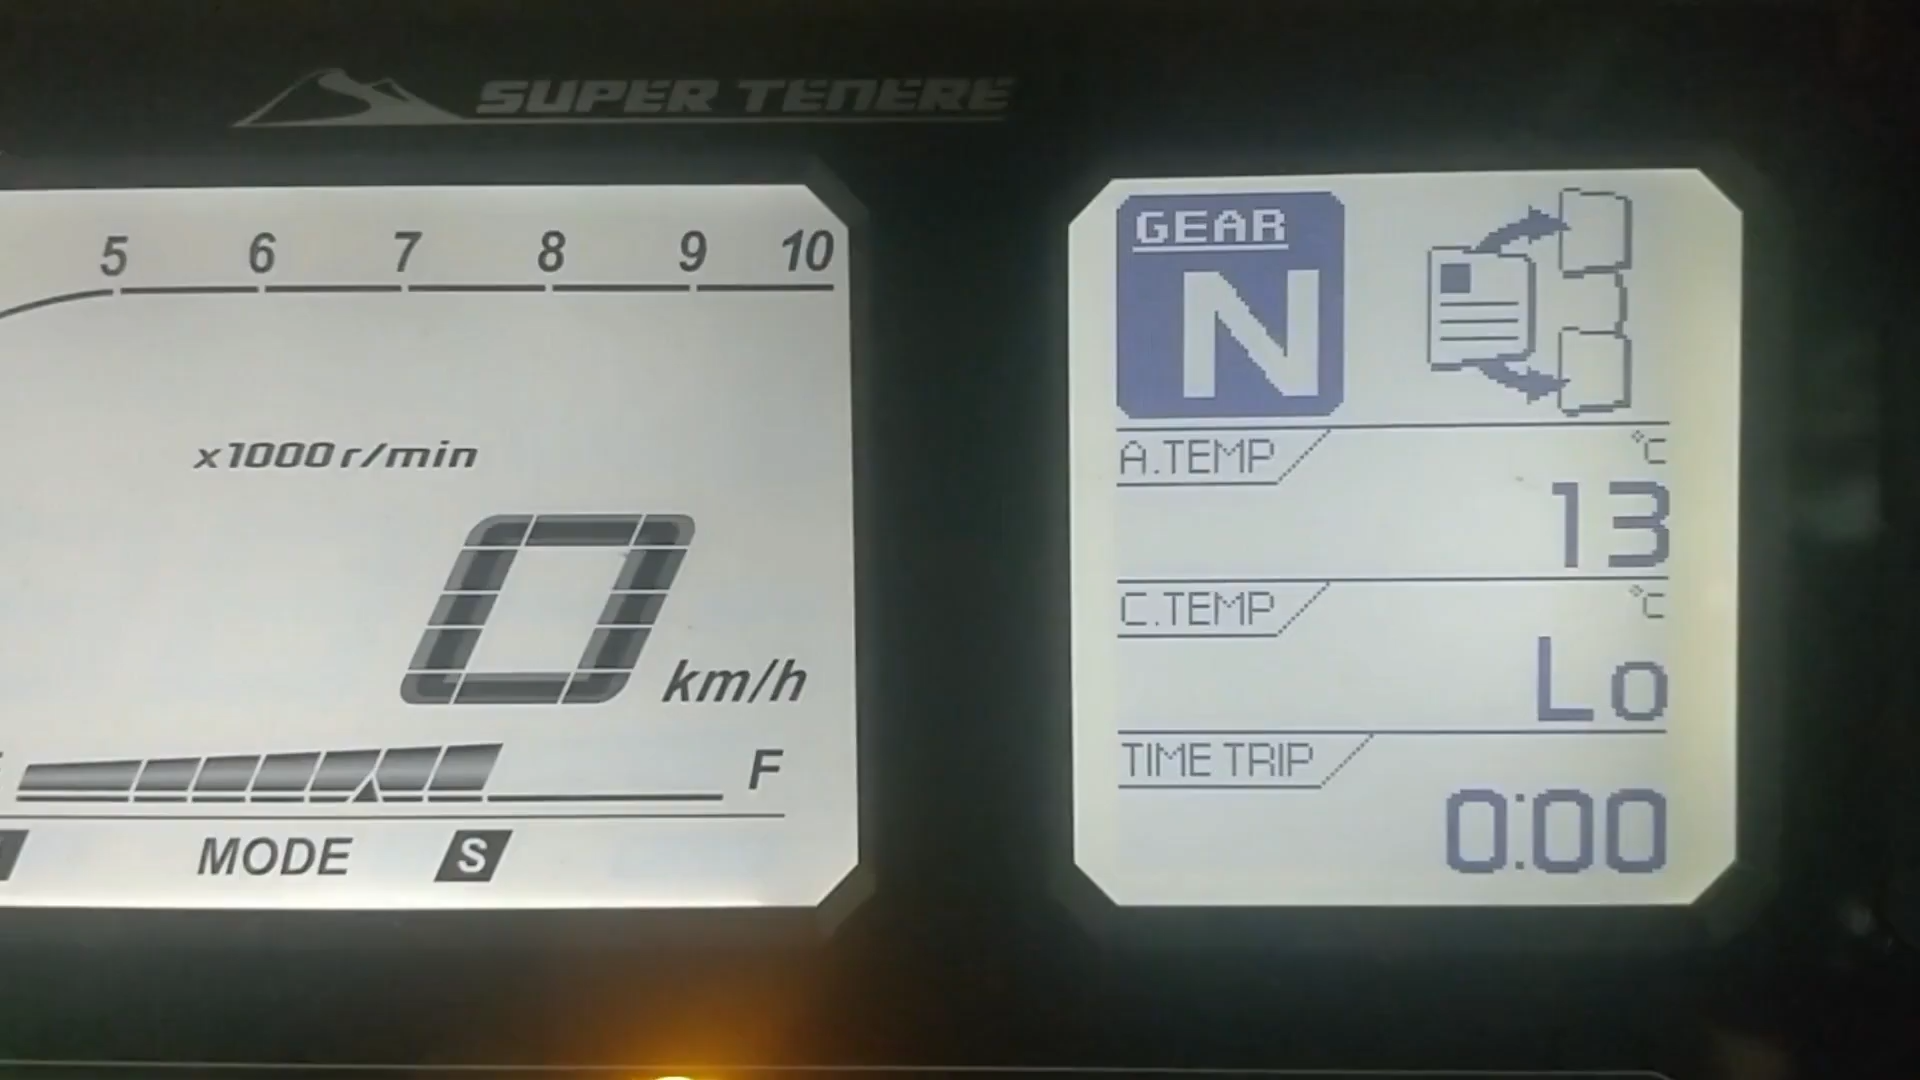 SUPER TENERE
5 6 7 8 9 10
x1000 r/min
0 km/h
F
MODE S
GEAR
N
A.TEMP °C
13
C.TEMP °C
Lo
TIME TRIP
0:00